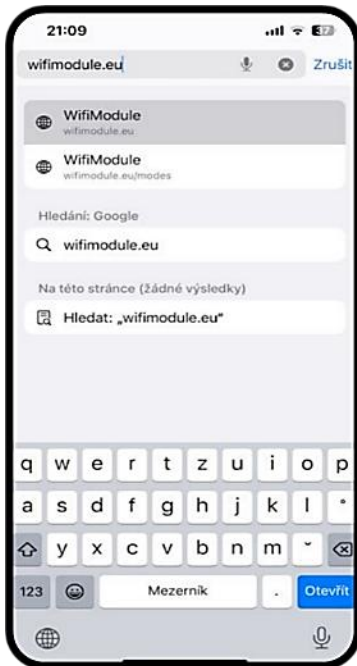 21:09
37
wifimodule.eu
Zrušit
WifiModule
wifimodule.eu
WifiModule
wifimodule.eu/modes
Hledání: Google
wifimodule.eu
Na této stránce (žádné výsledky)
Hledat: „wifimodule.eu“
q w e r t z u i o p
a s d f g h j k l °
y x c v b n m ˇ
123 Mezerník . Otevřít